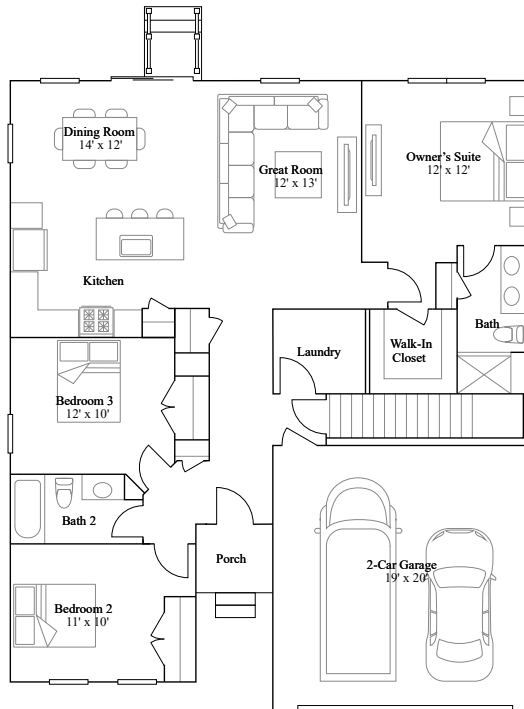 Dining Room
14' x 12'
Great Room
12' x 13'
Owner's Suite
12' x 12'
Kitchen
Laundry
Walk-In
Closet
Bath
Bedroom 3
12' x 10'
Bath 2
Porch
2-Car Garage
19' x 20'
Bedroom 2
11' x 10'